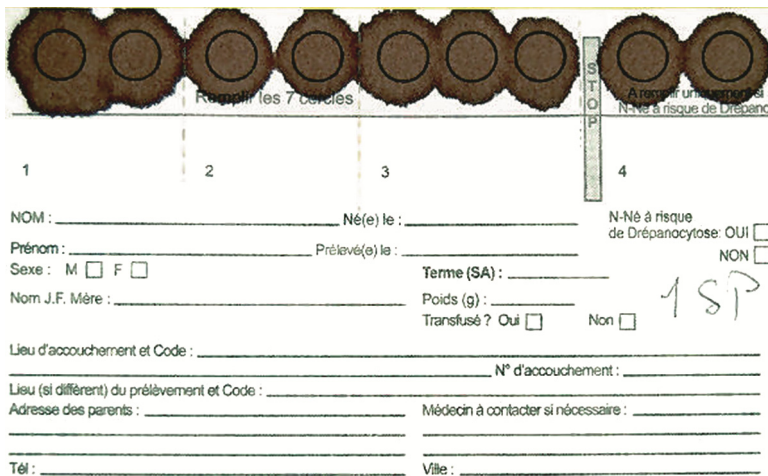 Remplir les 7 cercles
STOP
A remplir uniquement si
N-Né à risque de Drépano
1 2 3 4
NOM : Né(e) le : N-Né à risque
de Drépanocytose: OUI
Prénom : Prélevé(e) le : NON
Sexe : M F Terme (SA) :
Nom J.F. Mère : Poids (g) : 1 SP
Transfusé ? Oui Non
Lieu d'accouchement et Code :
N° d'accouchement :
Lieu (si différent) du prélèvement et Code :
Adresse des parents : Médecin à contacter si nécessaire :
Tél : Ville :